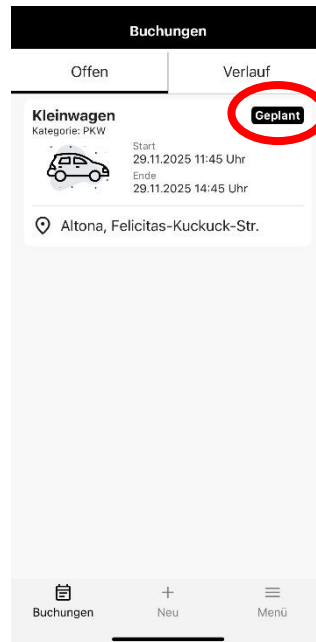 Buchungen
Offen
Verlauf
Kleinwagen
Geplant
Kategorie: PKW
Start
29.11.2025 11:45 Uhr
Ende
29.11.2025 14:45 Uhr
Altona, Felicitas-Kuckuck-Str.
Buchungen
Neu
Menü